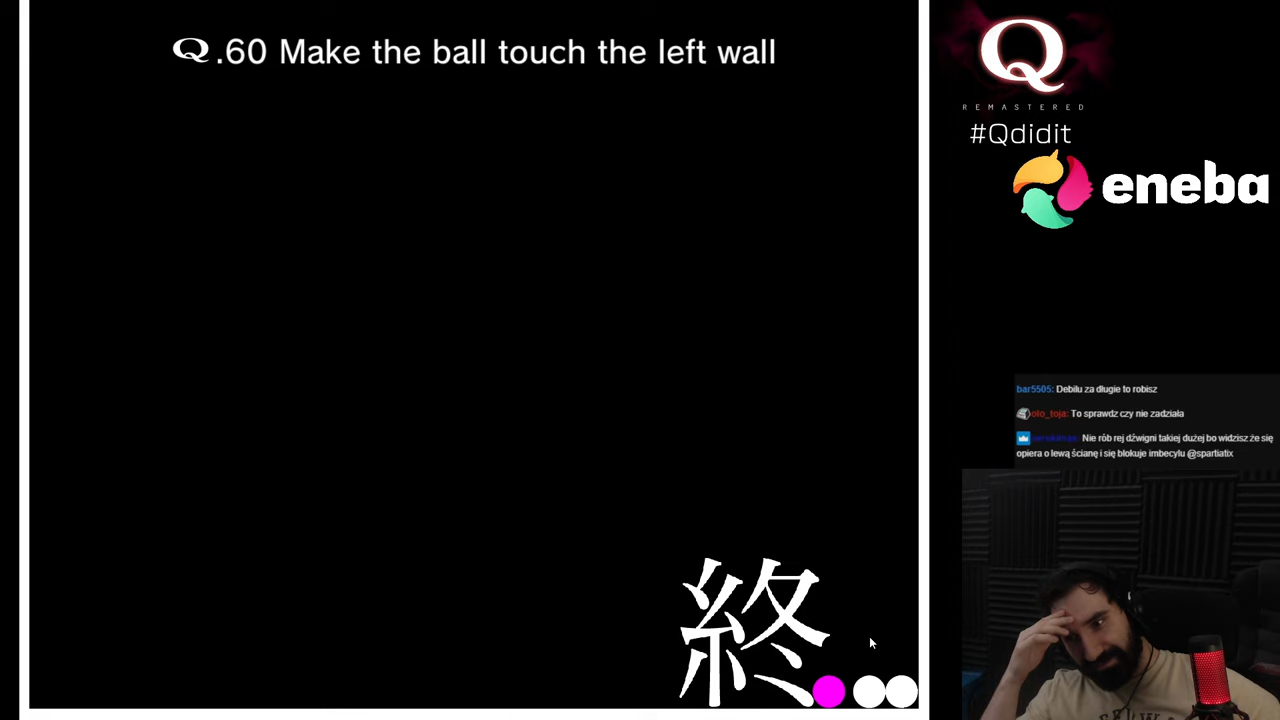 Q.60 Make the ball touch the left wall
Q
REMASTERED
#Qdidit
eneba
bar5505: Debilu za długie to robisz
olo_toja: To sprawdz czy nie zadziała
Nie rób rej dźwigni takiej dużej bo widzisz że się
opiera o lewą ścianę i się blokuje imbecylu @spartiatix
終